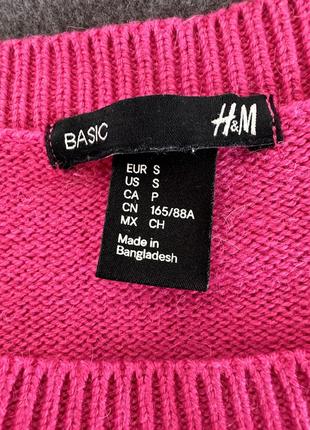 BASIC H&M
EUR S
US S
CA P
CN 165/88A
MX CH
Made in
Bangladesh